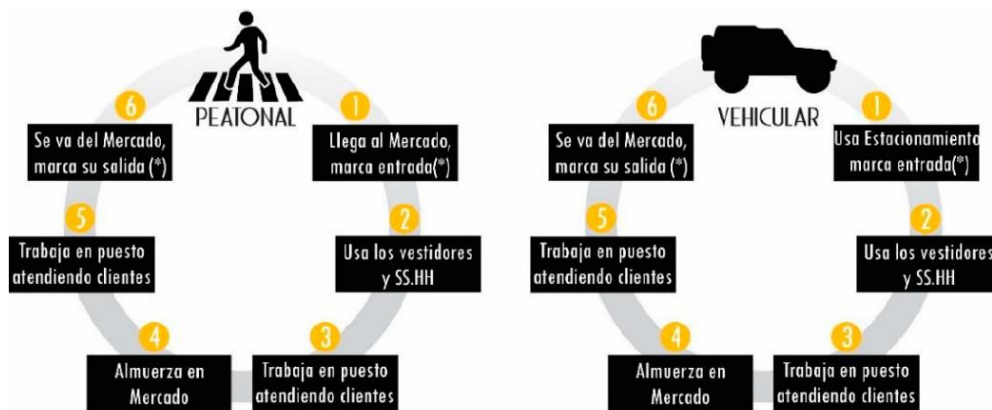 PEATONAL
1
Llega al Mercado,
marca entrada(*)
2
Usa los vestidores
y SS.HH
3
Trabaja en puesto
atendiendo clientes
4
Almuerza en
Mercado
5
Trabaja en puesto
atendiendo clientes
6
Se va del Mercado,
marca su salida (*)
VEHICULAR
1
Usa Estacionamiento
marca entrada(*)
2
Usa los vestidores
y SS.HH
3
Trabaja en puesto
atendiendo clientes
4
Almuerza en
Mercado
5
Trabaja en puesto
atendiendo clientes
6
Se va del Mercado,
marca su salida (*)